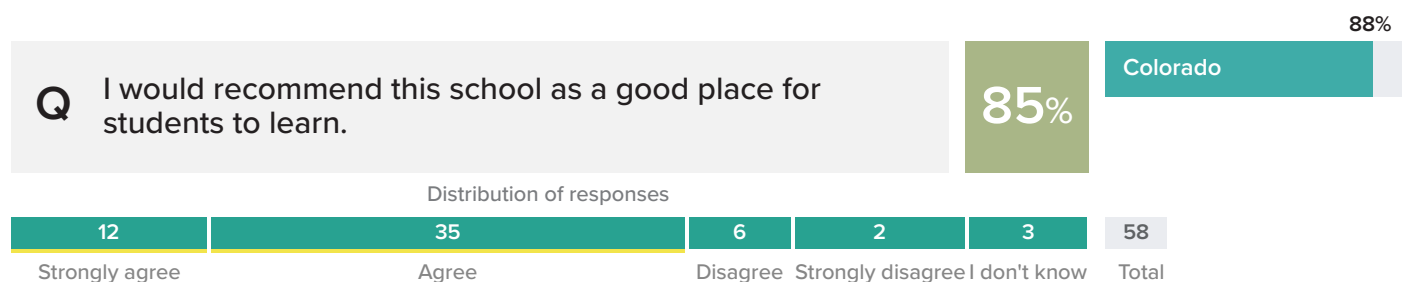 88%
Q
I would recommend this school as a good place for
students to learn.
85%
Colorado
Distribution of responses
12 35 6 2 3 58
Strongly agree Agree Disagree Strongly disagree I don't know Total